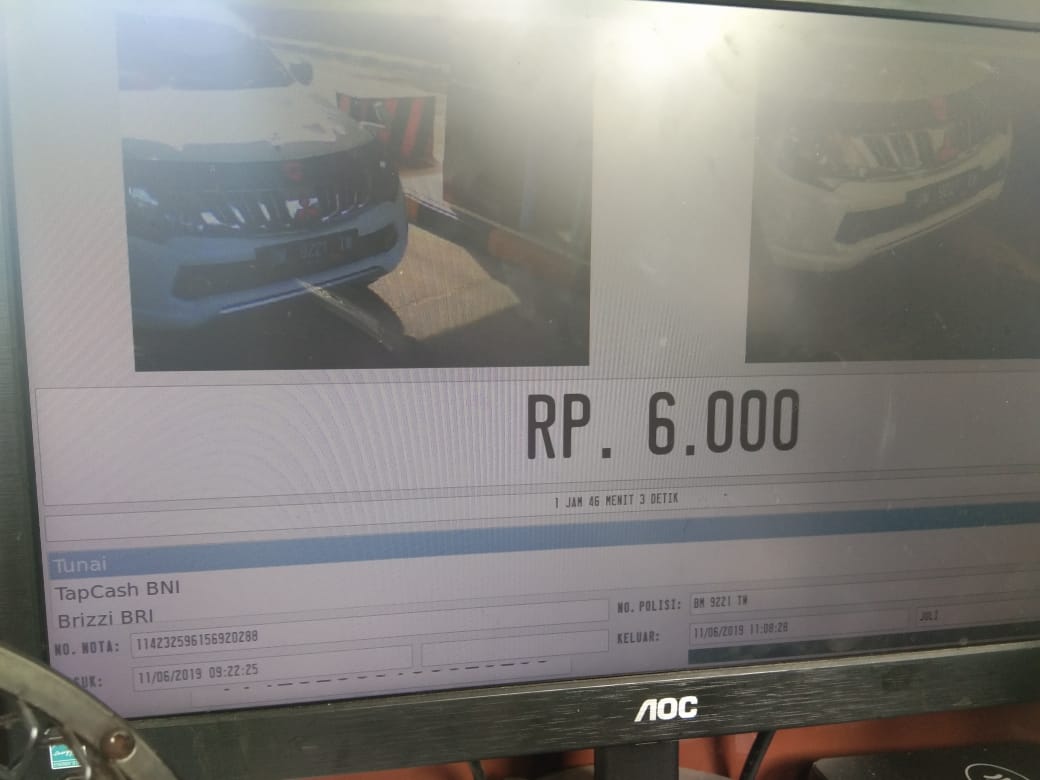 9221 TW
RP. 6.000
1 JAM 46 MENIT 3 DETIK
Tunai
TapCash BNI
Brizzi BRI
NO. NOTA: 114232596156920288
NO. POLISI: BM 9221 TW
SUK: 11/06/2019 09:22:25
KELUAR: 11/06/2019 11:08:28
JULI
AOC